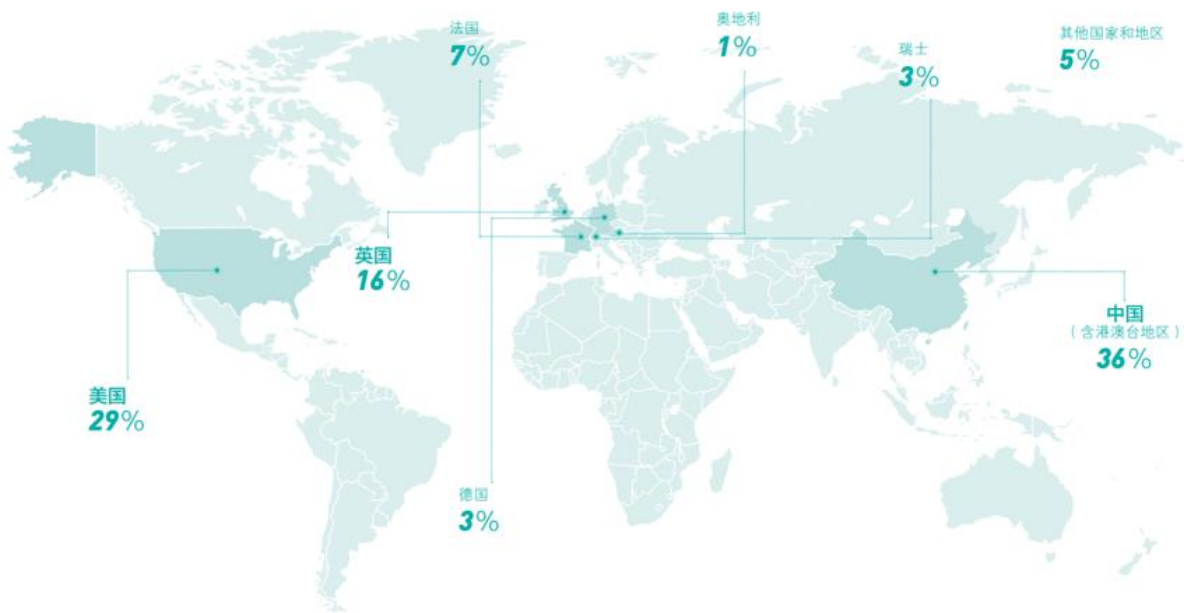 法国
7%
奥地利
1%
瑞士
3%
其他国家和地区
5%
英国
16%
中国
（含港澳台地区）
36%
美国
29%
德国
3%